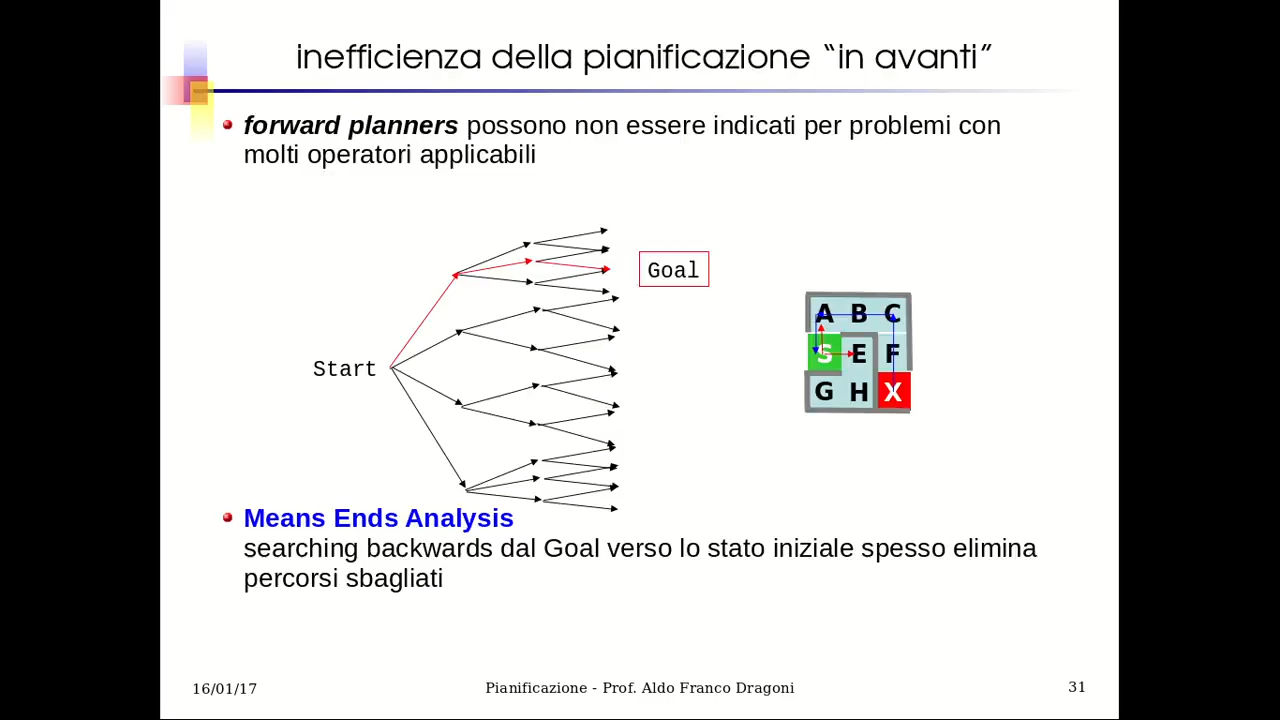 inefficienza della pianificazione “in avanti”
forward planners possono non essere indicati per problemi con
molti operatori applicabili
Goal
Start
A B C
S E F
G H X
Means Ends Analysis
searching backwards dal Goal verso lo stato iniziale spesso elimina
percorsi sbagliati
16/01/17
Pianificazione - Prof. Aldo Franco Dragoni
31